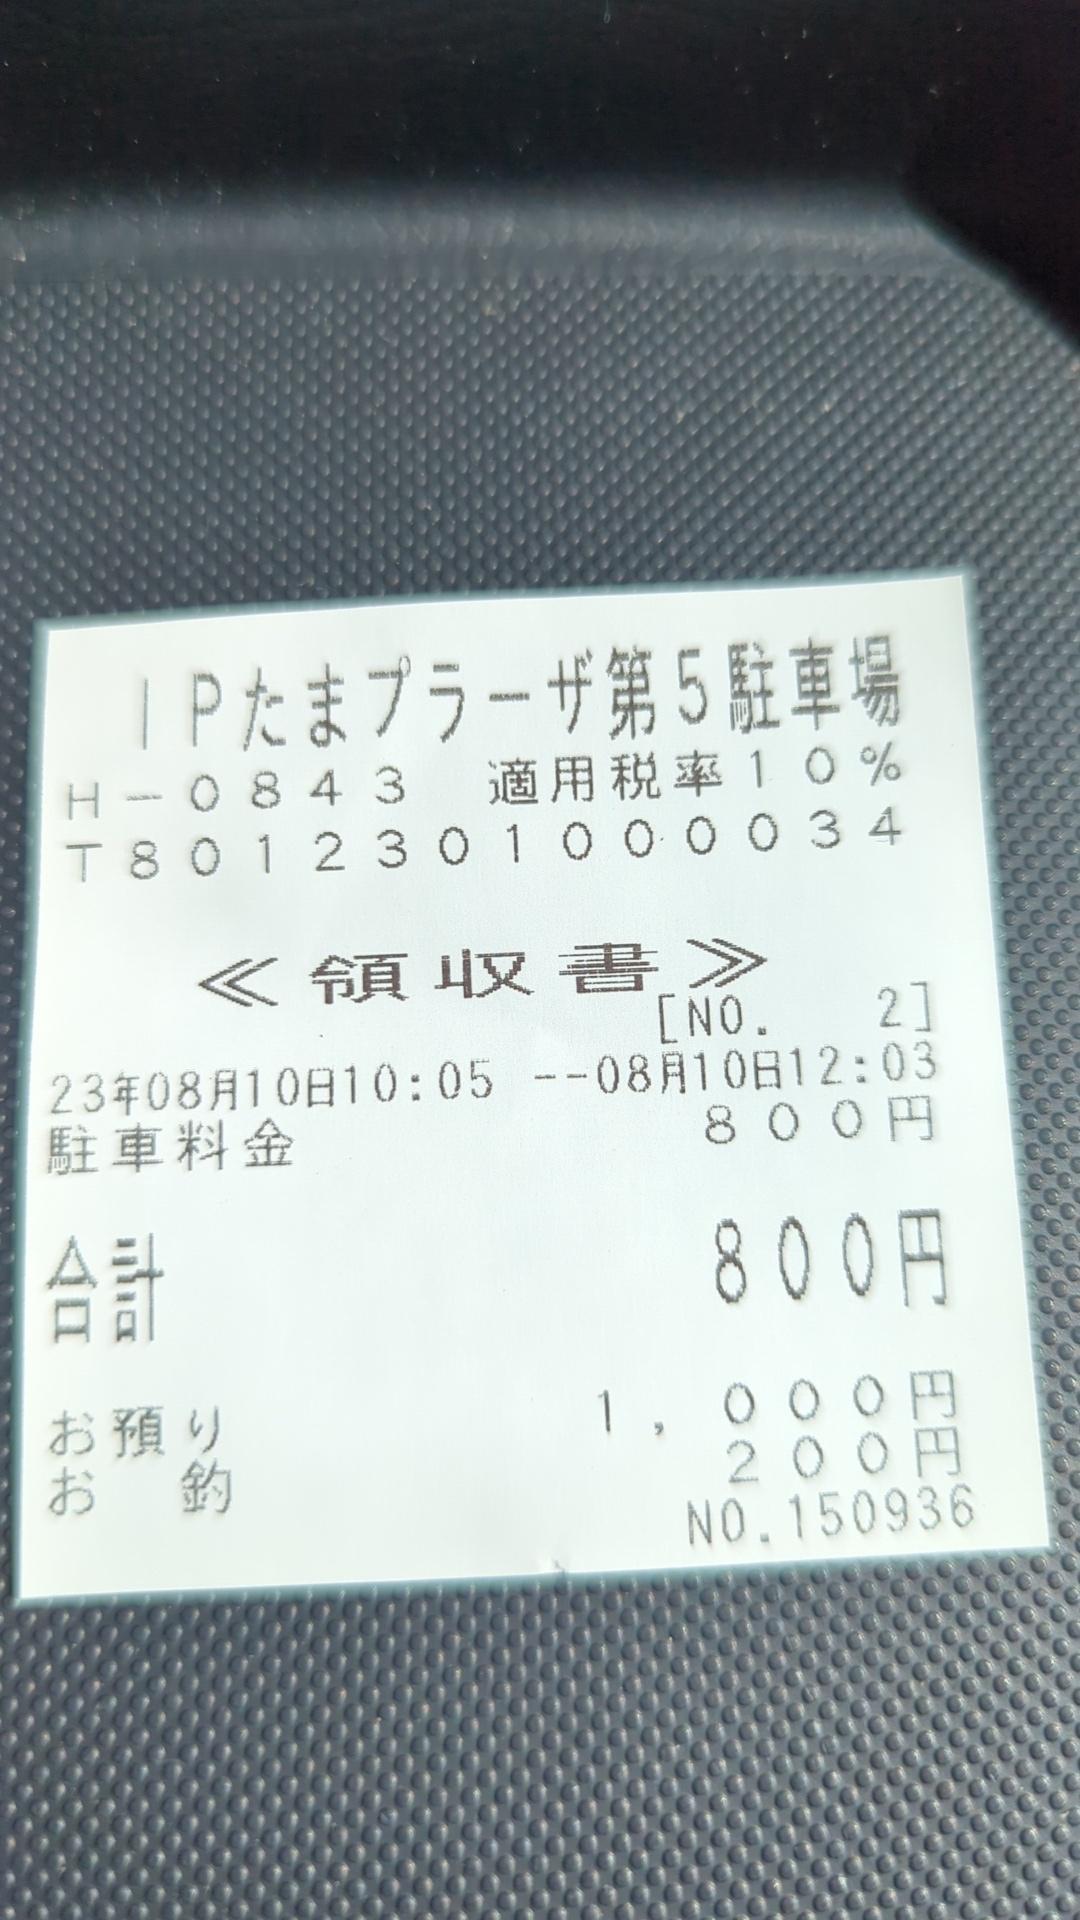 IPたまプラーザ第5駐車場
H-0843 適用税率10%
T8012301000034
≪領収書≫
[NO. 2]
23年08月10日10:05 --08月10日12:03
駐車料金 800円
合計 800円
お預り 1,000円
お 釣 200円
NO.150936